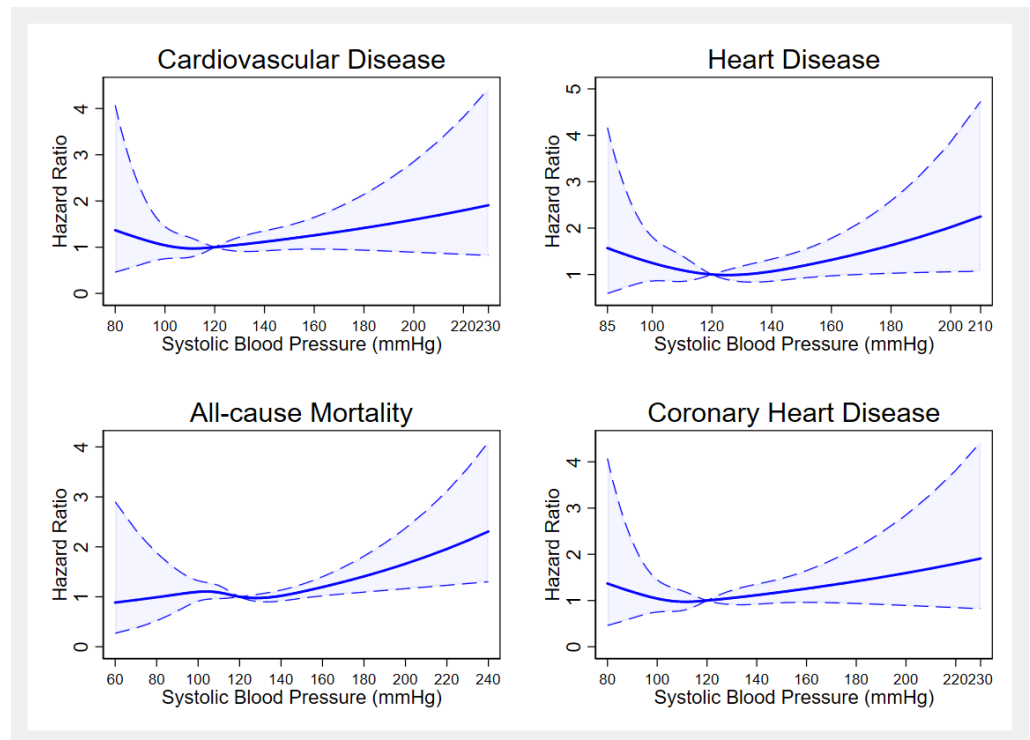 Cardiovascular Disease
Hazard Ratio
4
3
2
1
0
80 100 120 140 160 180 200 220230
Systolic Blood Pressure (mmHg)
Heart Disease
Hazard Ratio
5
4
3
2
1
85 100 120 140 160 180 200 210
Systolic Blood Pressure (mmHg)
All-cause Mortality
Hazard Ratio
4
3
2
1
0
60 80 100 120 140 160 180 200 220 240
Systolic Blood Pressure (mmHg)
Coronary Heart Disease
Hazard Ratio
4
3
2
1
0
80 100 120 140 160 180 200 220230
Systolic Blood Pressure (mmHg)